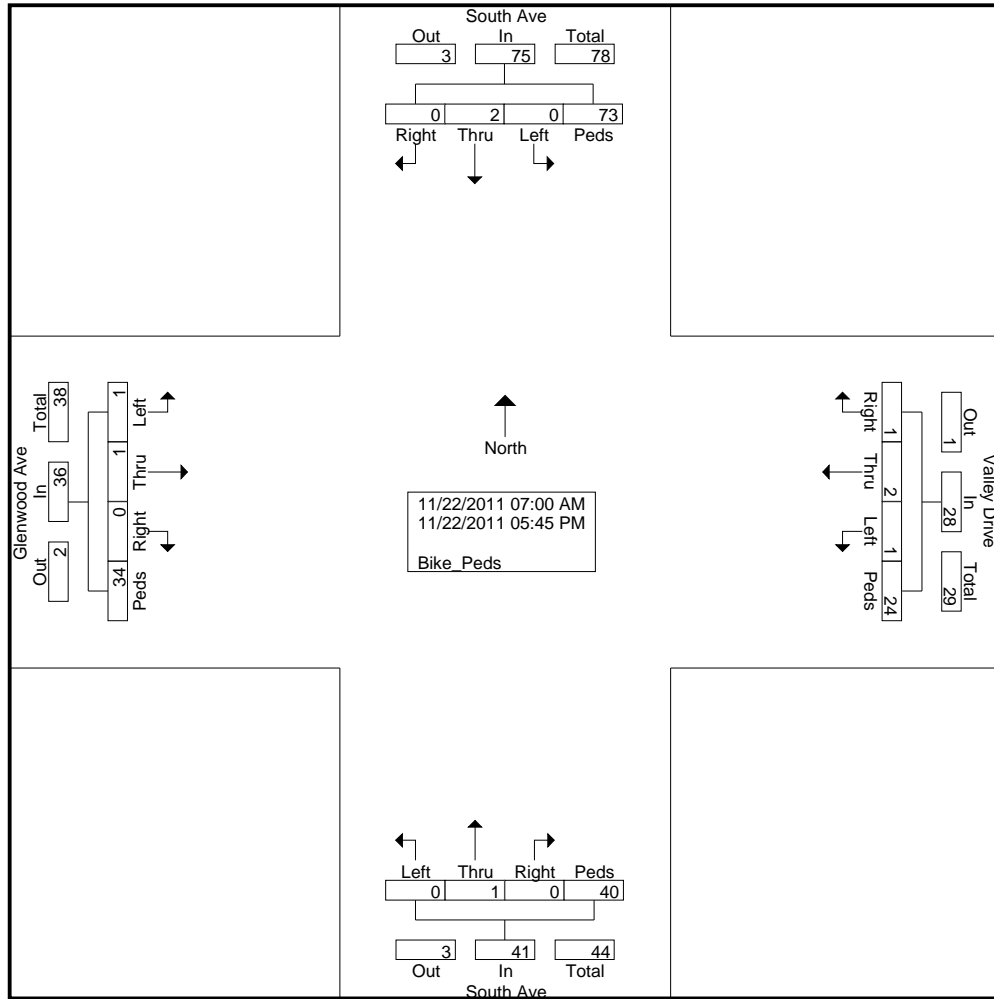 South Ave
Out In Total
3 75 78
0 2 0 73
Right Thru Left Peds
Glenwood Ave
Total In Out
38 36 2
1 1 0 34
Left Thru Right Peds
North
11/22/2011 07:00 AM
11/22/2011 05:45 PM
Bike_Peds
Right Thru Left Peds
1 2 1 24
Out In Total
1 28 29
Valley Drive
Left Thru Right Peds
0 1 0 40
3 41 44
Out In Total
South Ave